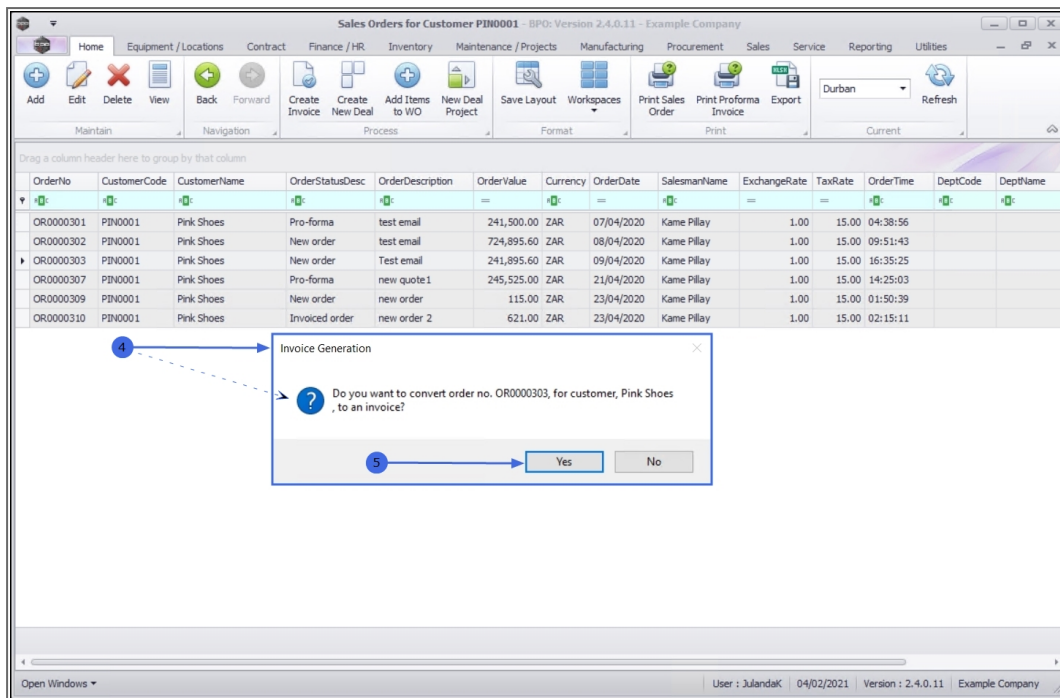 Sales Orders for Customer PIN0001 - BPO: Version 2.4.0.11 - Example Company
Home Equipment / Locations Contract Finance / HR Inventory Maintenance / Projects Manufacturing Procurement Sales Service Reporting Utilities
Add Edit Delete View Back Forward Create Invoice Create New Deal Add Items to WO New Deal Project Save Layout Workspaces Print Sales Order Print Proforma Invoice Export Durban Refresh
Maintain Navigation Process Format Print Current
Drag a column header here to group by that column
OrderNo CustomerCode CustomerName OrderStatusDesc OrderDescription OrderValue Currency OrderDate SalesmanName ExchangeRate TaxRate OrderTime DeptCode DeptName
OR0000301 PIN0001 Pink Shoes Pro-forma test email 241,500.00 ZAR 07/04/2020 Kame Pillay 1.00 15.00 04:38:56
OR0000302 PIN0001 Pink Shoes New order test email 724,895.60 ZAR 08/04/2020 Kame Pillay 1.00 15.00 09:51:43
OR0000303 PIN0001 Pink Shoes New order Test email 241,895.60 ZAR 09/04/2020 Kame Pillay 1.00 15.00 16:35:25
OR0000307 PIN0001 Pink Shoes Pro-forma new quote1 245,525.00 ZAR 21/04/2020 Kame Pillay 1.00 15.00 14:25:03
OR0000309 PIN0001 Pink Shoes New order new order 115.00 ZAR 23/04/2020 Kame Pillay 1.00 15.00 01:50:39
OR0000310 PIN0001 Pink Shoes Invoiced order new order 2 621.00 ZAR 23/04/2020 Kame Pillay 1.00 15.00 02:15:11
4 Invoice Generation
Do you want to convert order no. OR0000303, for customer, Pink Shoes
, to an invoice?
5 Yes No
Open Windows User : JulandaK 04/02/2021 Version : 2.4.0.11 Example Company